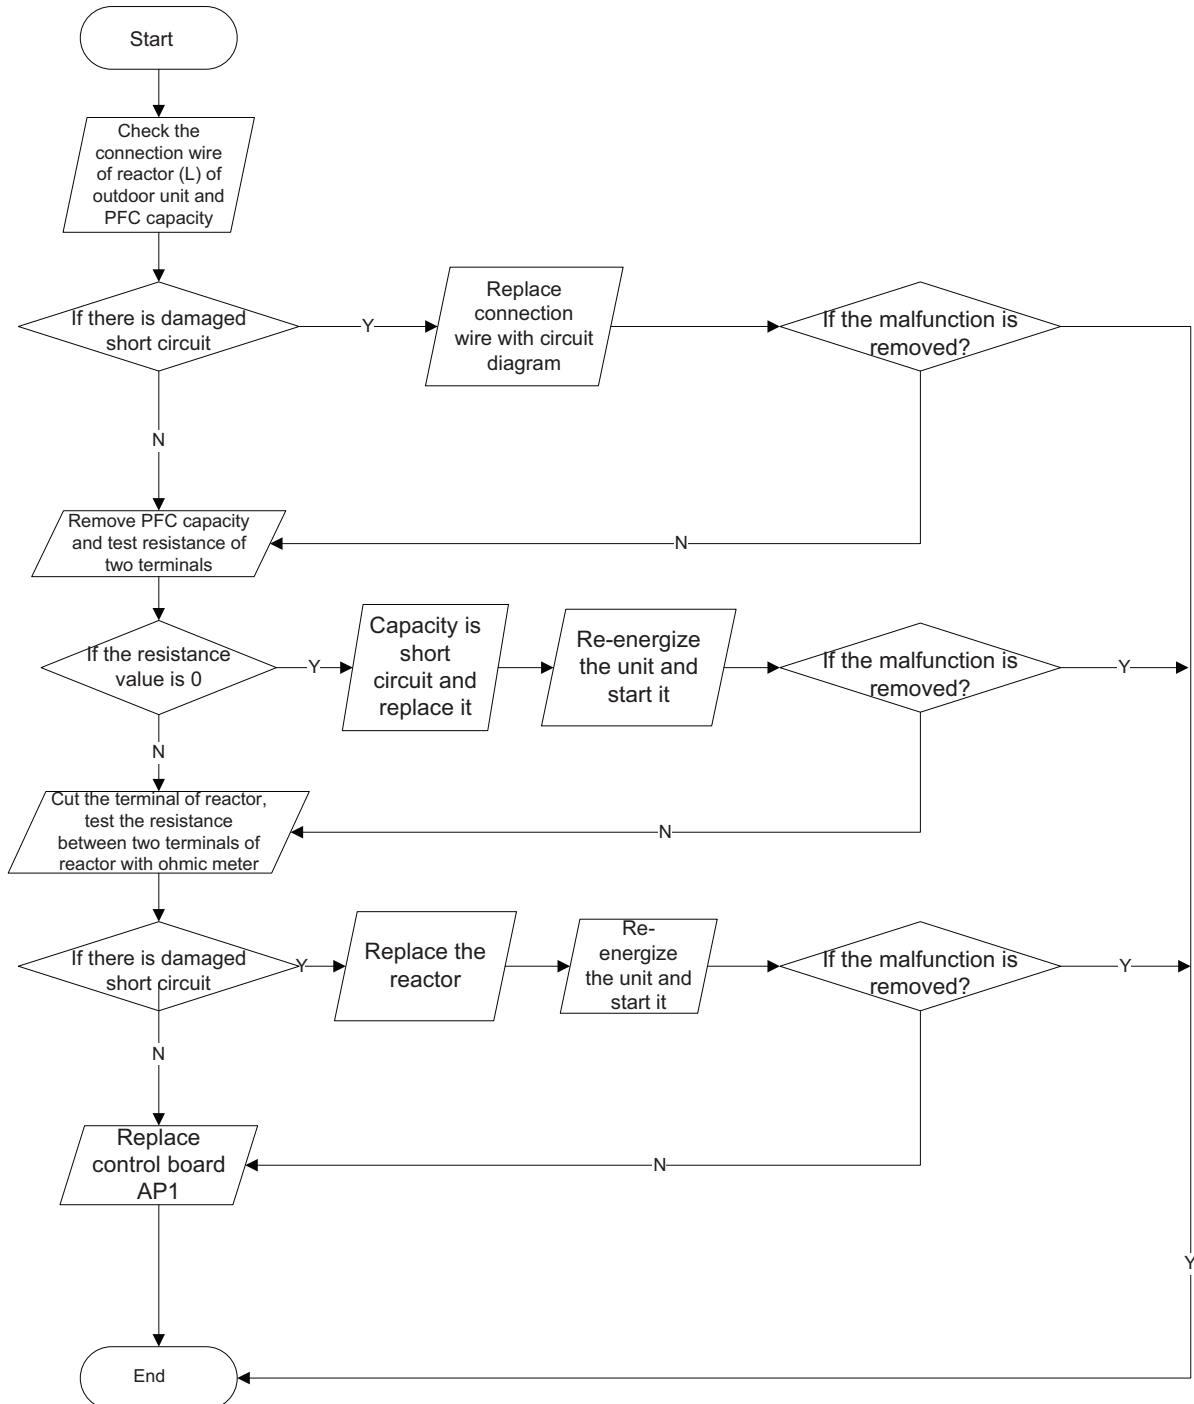 Start
Check the
connection wire
of reactor (L) of
outdoor unit and
PFC capacity
If there is damaged
short circuit
Y
Replace
connection
wire with circuit
diagram
If the malfunction is
removed?
N
Remove PFC capacity
and test resistance of
two terminals
N
If the resistance
value is 0
Y
Capacity is
short
circuit and
replace it
Re-energize
the unit and
start it
If the malfunction is
removed?
Y
N
Cut the terminal of reactor,
test the resistance
between two terminals of
reactor with ohmic meter
N
If there is damaged
short circuit
Y
Replace the
reactor
Re-
energize
the unit and
start it
If the malfunction is
removed?
Y
N
Replace
control board
AP1
N
Y
End